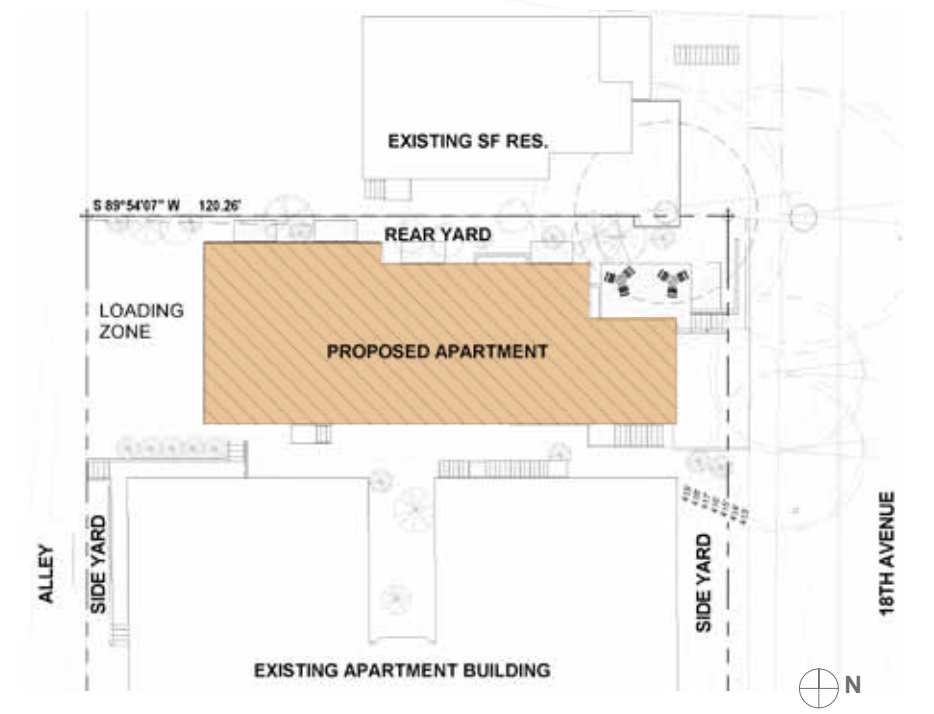 EXISTING SF RES.
S 89°54'07" W 120.26'
REAR YARD
LOADING
ZONE
PROPOSED APARTMENT
ALLEY
SIDE YARD
SIDE YARD
18TH AVENUE
EXISTING APARTMENT BUILDING
N